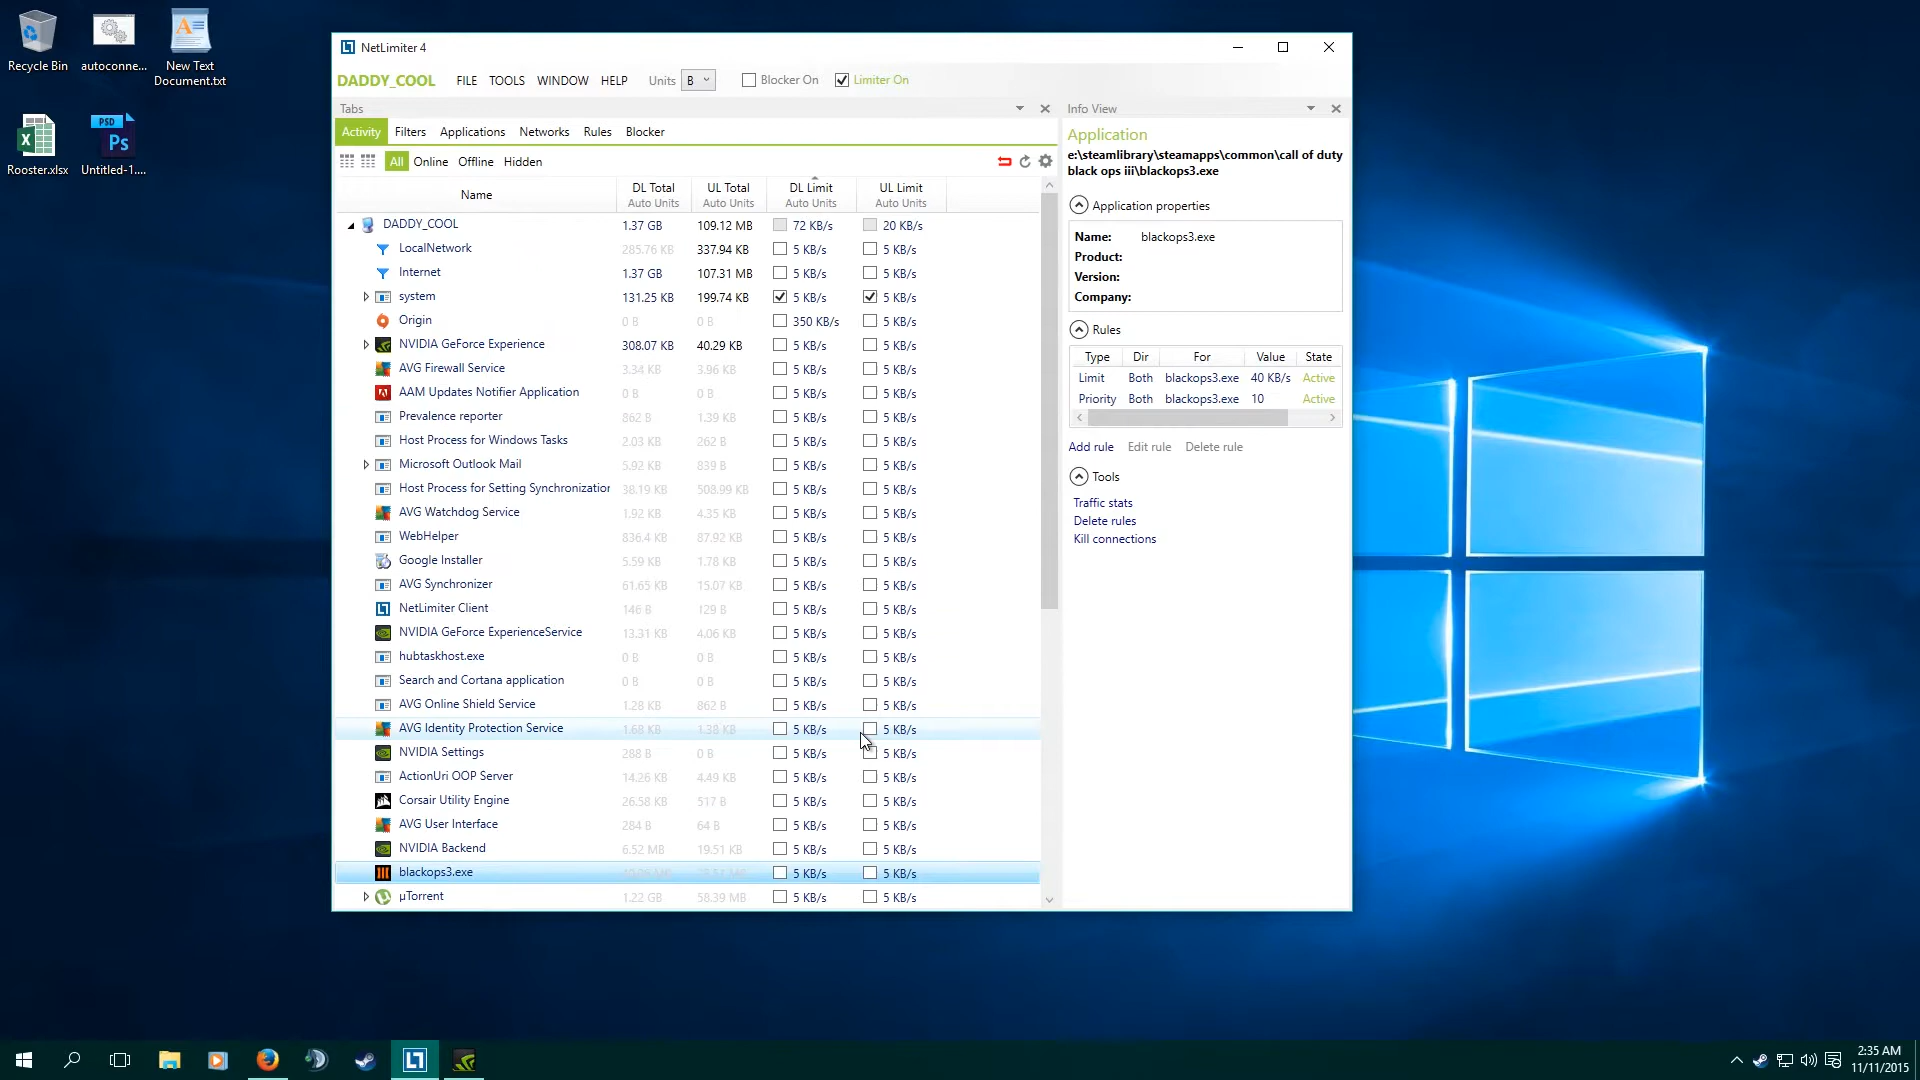 Recycle Bin
autoconne...
New Text
Document.txt
Rooster.xlsx
PSD
Ps
Untitled-1....
NetLimiter 4
DADDY_COOL FILE TOOLS WINDOW HELP Units B Blocker On Limiter On
Tabs
Activity Filters Applications Networks Rules Blocker
All Online Offline Hidden
Name DL Total UL Total DL Limit UL Limit
Auto Units Auto Units Auto Units Auto Units
DADDY_COOL 1.37 GB 109.12 MB 72 KB/s 20 KB/s
LocalNetwork 285.76 KB 337.94 KB 5 KB/s 5 KB/s
Internet 1.37 GB 107.31 MB 5 KB/s 5 KB/s
system 131.25 KB 199.74 KB 5 KB/s 5 KB/s
Origin 0 B 0 B 350 KB/s 5 KB/s
NVIDIA GeForce Experience 308.07 KB 40.29 KB 5 KB/s 5 KB/s
AVG Firewall Service 3.34 KB 3.96 KB 5 KB/s 5 KB/s
AAM Updates Notifier Application 0 B 0 B 5 KB/s 5 KB/s
Prevalence reporter 862 B 1.39 KB 5 KB/s 5 KB/s
Host Process for Windows Tasks 2.03 KB 262 B 5 KB/s 5 KB/s
Microsoft Outlook Mail 5.92 KB 839 B 5 KB/s 5 KB/s
Host Process for Setting Synchronization 38.19 KB 508.99 KB 5 KB/s 5 KB/s
AVG Watchdog Service 1.92 KB 4.35 KB 5 KB/s 5 KB/s
WebHelper 836.4 KB 87.92 KB 5 KB/s 5 KB/s
Google Installer 5.59 KB 1.78 KB 5 KB/s 5 KB/s
AVG Synchronizer 61.65 KB 15.07 KB 5 KB/s 5 KB/s
NetLimiter Client 146 B 129 B 5 KB/s 5 KB/s
NVIDIA GeForce ExperienceService 13.31 KB 4.06 KB 5 KB/s 5 KB/s
hubtaskhost.exe 0 B 0 B 5 KB/s 5 KB/s
Search and Cortana application 0 B 0 B 5 KB/s 5 KB/s
AVG Online Shield Service 1.28 KB 862 B 5 KB/s 5 KB/s
AVG Identity Protection Service 1.68 KB 1.38 KB 5 KB/s 5 KB/s
NVIDIA Settings 288 B 0 B 5 KB/s 5 KB/s
ActionUri OOP Server 14.26 KB 4.49 KB 5 KB/s 5 KB/s
Corsair Utility Engine 26.58 KB 517 B 5 KB/s 5 KB/s
AVG User Interface 284 B 64 B 5 KB/s 5 KB/s
NVIDIA Backend 6.52 MB 19.51 KB 5 KB/s 5 KB/s
blackops3.exe 5 KB/s 5 KB/s
µTorrent 1.22 GB 58.39 MB 5 KB/s 5 KB/s
Info View
Application
e:\steamlibrary\steamapps\common\call of duty
black ops iii\blackops3.exe
Application properties
Name: blackops3.exe
Product:
Version:
Company:
Rules
Type Dir For Value State
Limit Both blackops3.exe 40 KB/s Active
Priority Both blackops3.exe 10 Active
Add rule Edit rule Delete rule
Tools
Traffic stats
Delete rules
Kill connections
2:35 AM
11/11/2015